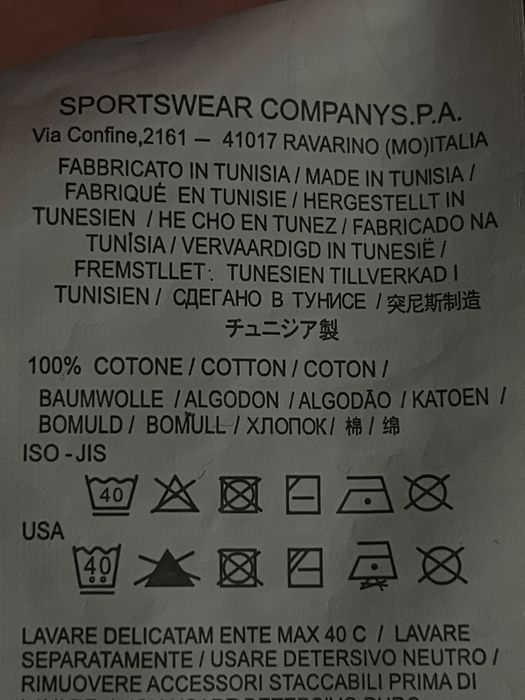 SPORTSWEAR COMPANYS.P.A.
Via Confine,2161 – 41017 RAVARINO (MO)ITALIA
FABBRICATO IN TUNISIA / MADE IN TUNISIA /
FABRIQUÉ EN TUNISIE / HERGESTELLT IN
TUNESIEN / HE CHO EN TUNEZ / FABRICADO NA
TUNÎSIA / VERVAARDIGD IN TUNESIË /
FREMSTLLET: TUNESIEN TILLVERKAD I
TUNISIEN / СДЕГАНО В ТУНИСЕ / 突尼斯制造
チュニジア製
100% COTONE / COTTON / COTON /
BAUMWOLLE / ALGODON / ALGODÃO / KATOEN /
BOMULD / BOMULL / ХЛОПОК / 棉 / 绵
ISO - JIS
40
USA
40
LAVARE DELICATAM ENTE MAX 40 C / LAVARE
SEPARATAMENTE / USARE DETERSIVO NEUTRO /
RIMUOVERE ACCESSORI STACCABILI PRIMA DI